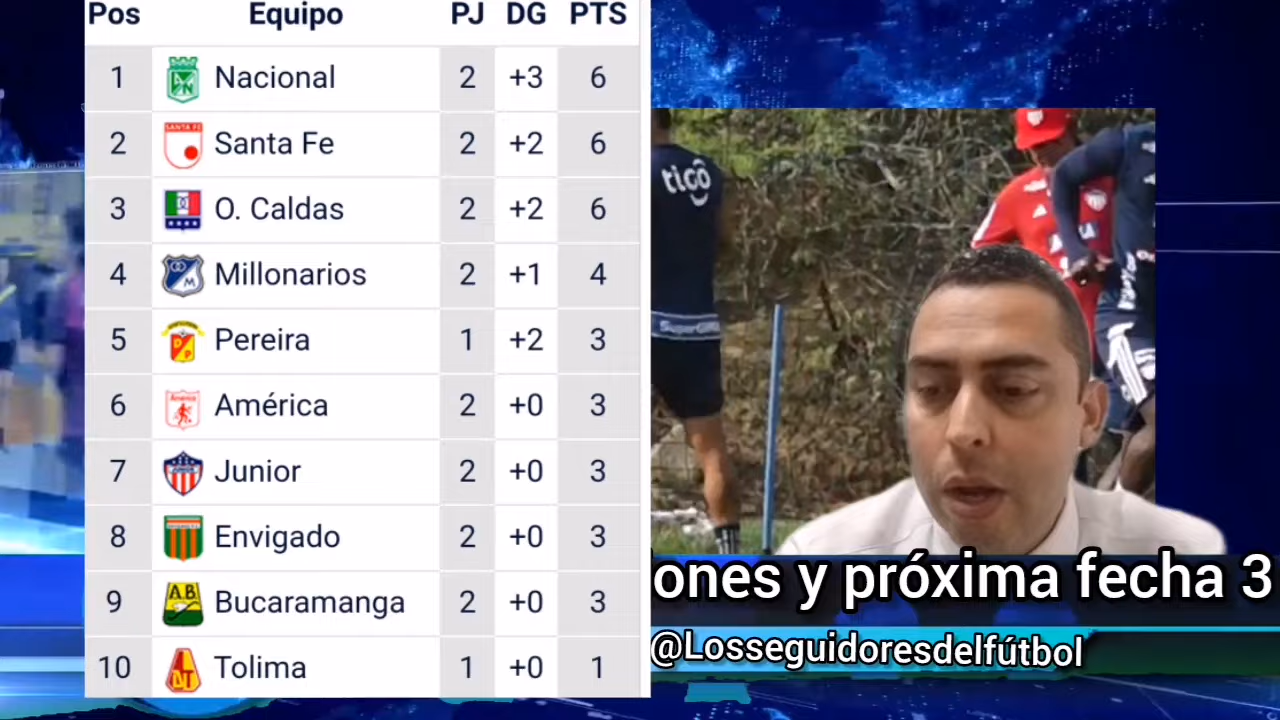 Pos Equipo PJ DG PTS
1 Nacional 2 +3 6
2 SANTA FE Santa Fe 2 +2 6
3 O. Caldas 2 +2 6
4 Millonarios 2 +1 4
5 Pereira 1 +2 3
6 América América 2 +0 3
7 Junior 2 +0 3
8 Envigado 2 +0 3
9 A.B. Bucaramanga 2 +0 3
10 Tolima 1 +0 1
tigo
ones y próxima fecha 3
@Losseguidoresdelfútbol